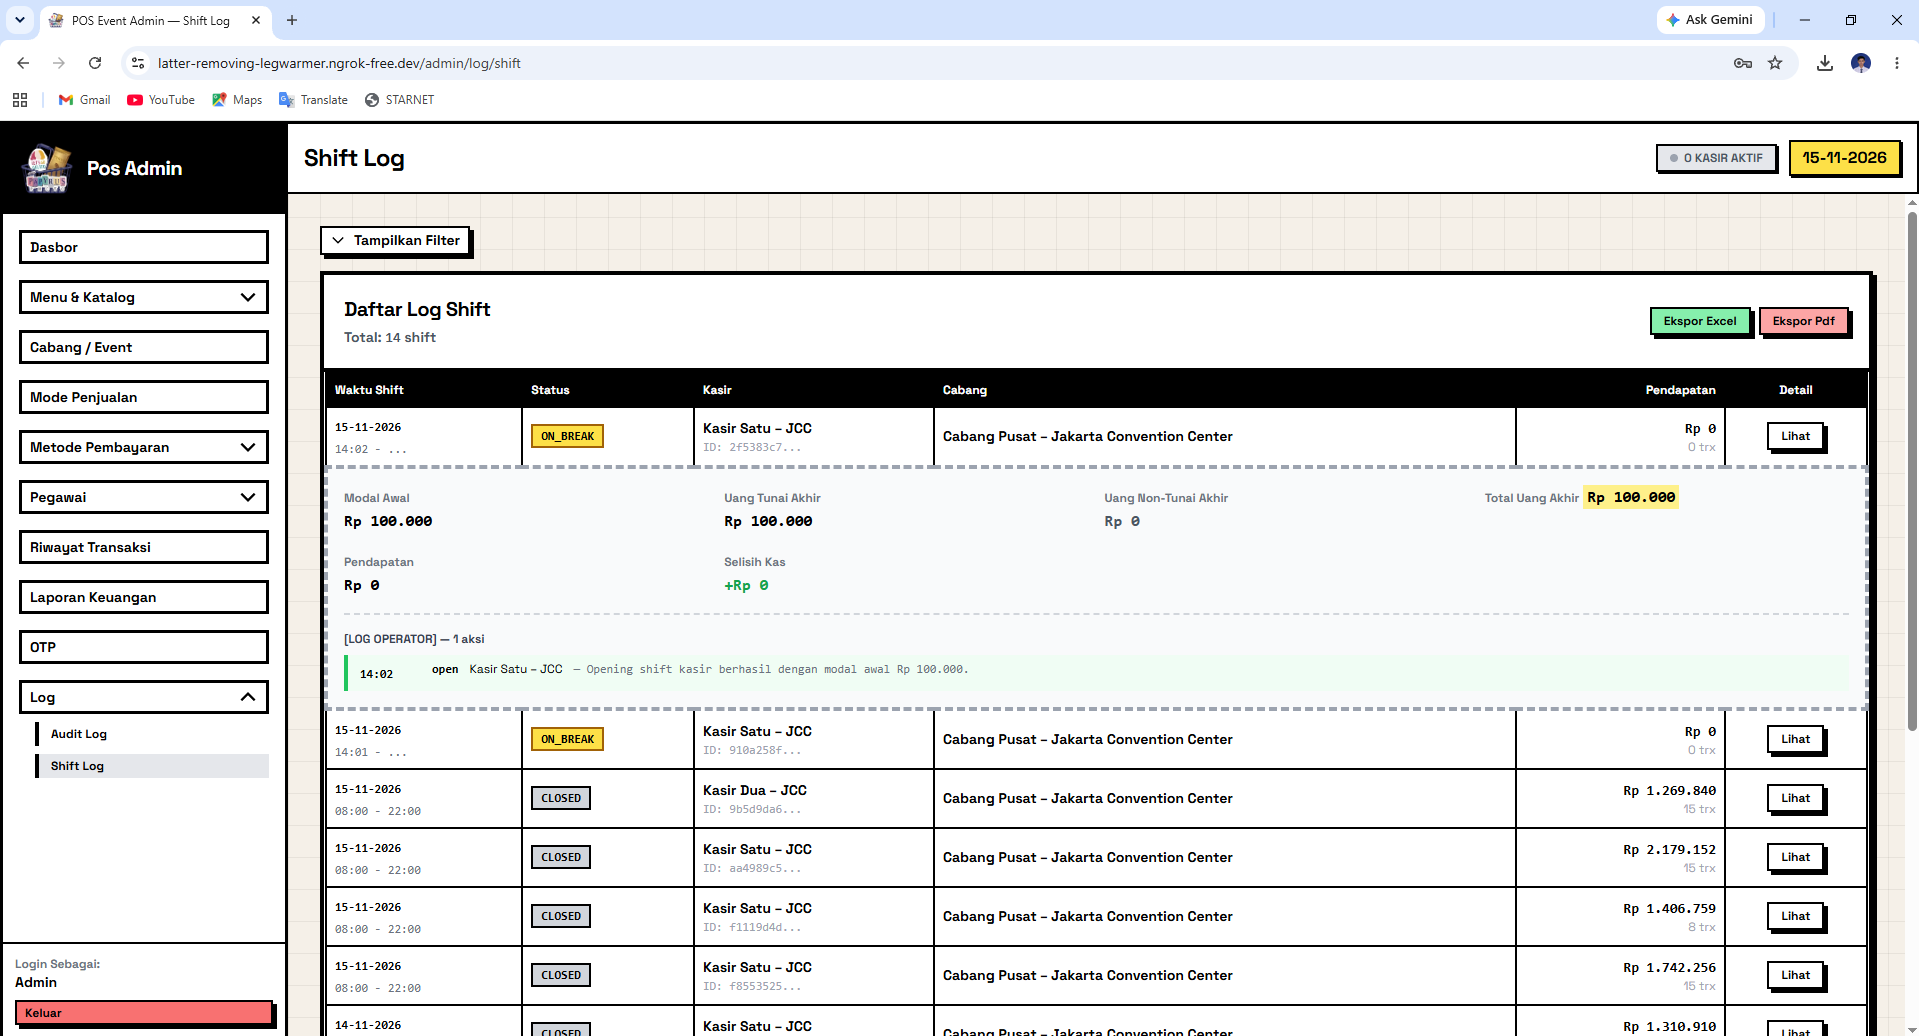 POS Event Admin — Shift Log
Ask Gemini
latter-removing-legwarmer.ngrok-free.dev/admin/log/shift
Gmail
YouTube
Maps
Translate
STARNET
Pos Admin
Shift Log
0 KASIR AKTIF
15-11-2026
Dasbor
Menu & Katalog
Cabang / Event
Mode Penjualan
Metode Pembayaran
Pegawai
Riwayat Transaksi
Laporan Keuangan
OTP
Log
Audit Log
Shift Log
Login Sebagai:
Admin
Keluar
Tampilkan Filter
Daftar Log Shift
Total: 14 shift
Ekspor Excel
Ekspor Pdf
Waktu Shift Status Kasir Cabang Pendapatan Detail
15-11-2026
14:02 - ...
ON_BREAK
Kasir Satu – JCC
ID: 2f5383c7...
Cabang Pusat – Jakarta Convention Center
Rp 0
0 trx
Lihat
Modal Awal
Rp 100.000
Uang Tunai Akhir
Rp 100.000
Uang Non-Tunai Akhir
Rp 0
Total Uang Akhir Rp 100.000
Pendapatan
Rp 0
Selisih Kas
+Rp 0
[LOG OPERATOR] — 1 aksi
14:02 open Kasir Satu – JCC — Opening shift kasir berhasil dengan modal awal Rp 100.000.
15-11-2026
14:01 - ...
ON_BREAK
Kasir Satu – JCC
ID: 910a258f...
Cabang Pusat – Jakarta Convention Center
Rp 0
0 trx
Lihat
15-11-2026
08:00 - 22:00
CLOSED
Kasir Dua – JCC
ID: 9b5d9da6...
Cabang Pusat – Jakarta Convention Center
Rp 1.269.840
15 trx
Lihat
15-11-2026
08:00 - 22:00
CLOSED
Kasir Satu – JCC
ID: aa4989c5...
Cabang Pusat – Jakarta Convention Center
Rp 2.179.152
15 trx
Lihat
15-11-2026
08:00 - 22:00
CLOSED
Kasir Satu – JCC
ID: f1119d4d...
Cabang Pusat – Jakarta Convention Center
Rp 1.406.759
8 trx
Lihat
15-11-2026
08:00 - 22:00
CLOSED
Kasir Satu – JCC
ID: f8553525...
Cabang Pusat – Jakarta Convention Center
Rp 1.742.256
15 trx
Lihat
14-11-2026
CLOSED
Kasir Satu – JCC
Cabang Pusat – Jakarta Convention Center
Rp 1.310.910
Lihat